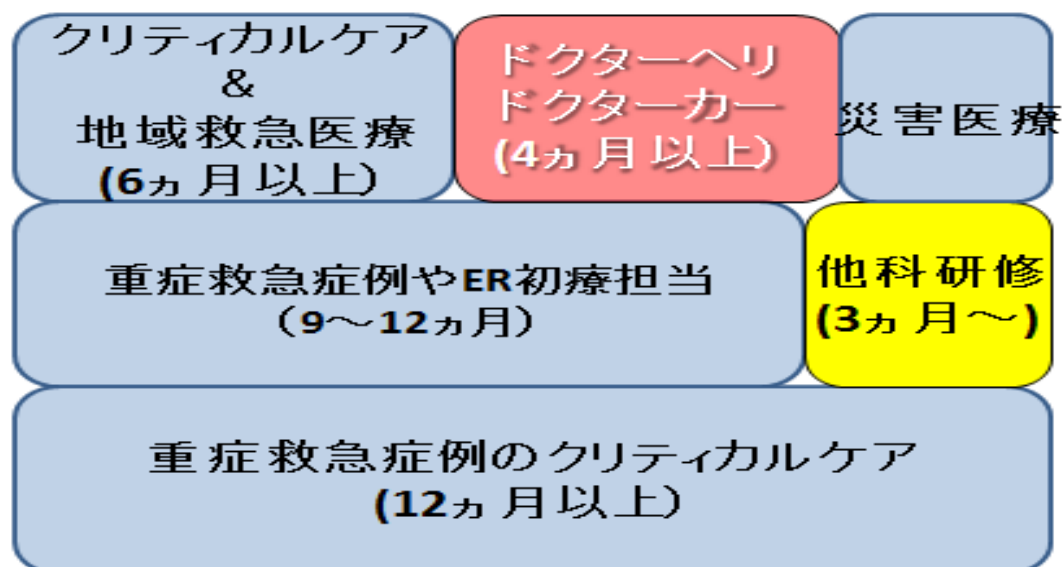 クリティカルケア
&
地域救急医療
(6ヵ月以上)
ドクターヘリ
ドクターカー
(4ヵ月以上)
災害医療
重症救急症例やER初療担当
（9～12ヵ月）
他科研修
(3ヵ月～)
重症救急症例のクリティカルケア
(12ヵ月以上)